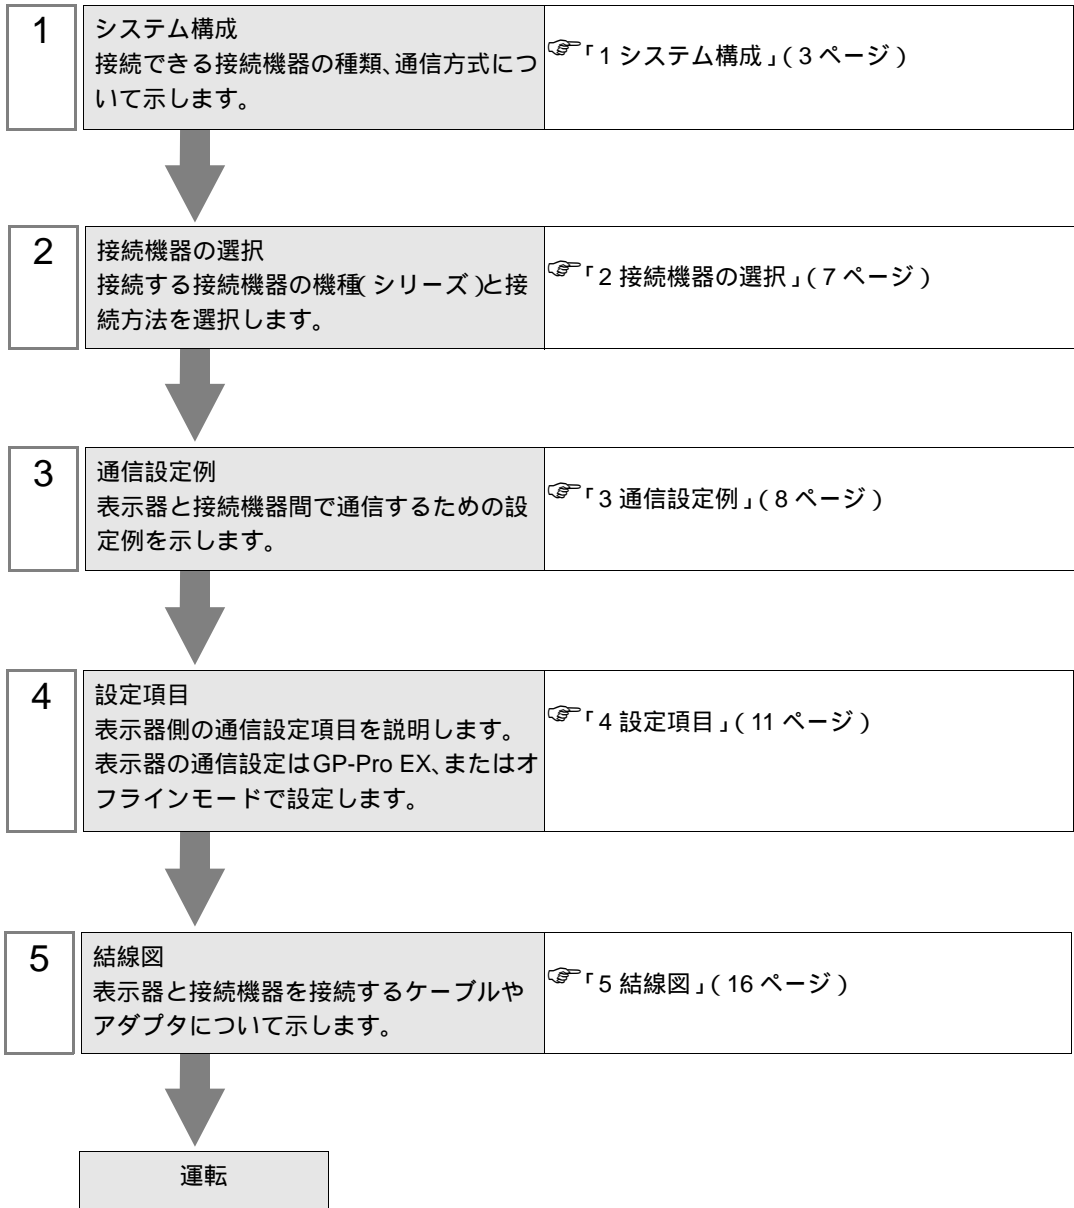 1
システム構成
接続できる接続機器の種類、通信方式につ
いて示します。
☞「1 システム構成」( 3 ページ )
2
接続機器の選択
接続する接続機器の機種( シリーズ )と接
続方法を選択します。
☞「2 接続機器の選択」( 7 ページ )
3
通信設定例
表示器と接続機器間で通信するための設
定例を示します。
☞「3 通信設定例」( 8 ページ )
4
設定項目
表示器側の通信設定項目を説明します。
表示器の通信設定はGP-Pro EX、またはオ
フラインモードで設定します。
☞「4 設定項目」( 11 ページ )
5
結線図
表示器と接続機器を接続するケーブルや
アダプタについて示します。
☞「5 結線図」( 16 ページ )
運転